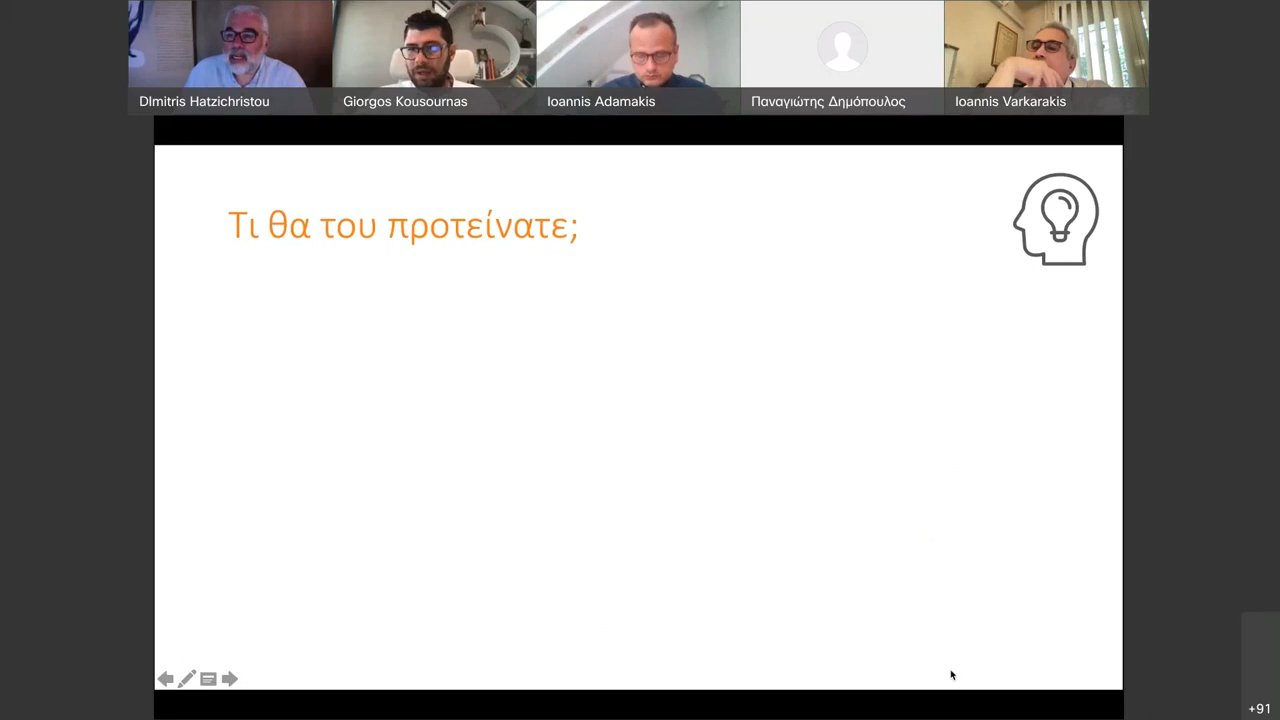 DImitris Hatzichristou
Giorgos Kousournas
Ioannis Adamakis
Παναγιώτης Δημόπουλος
Ioannis Varkarakis
Τι θα του προτείνατε;
+91